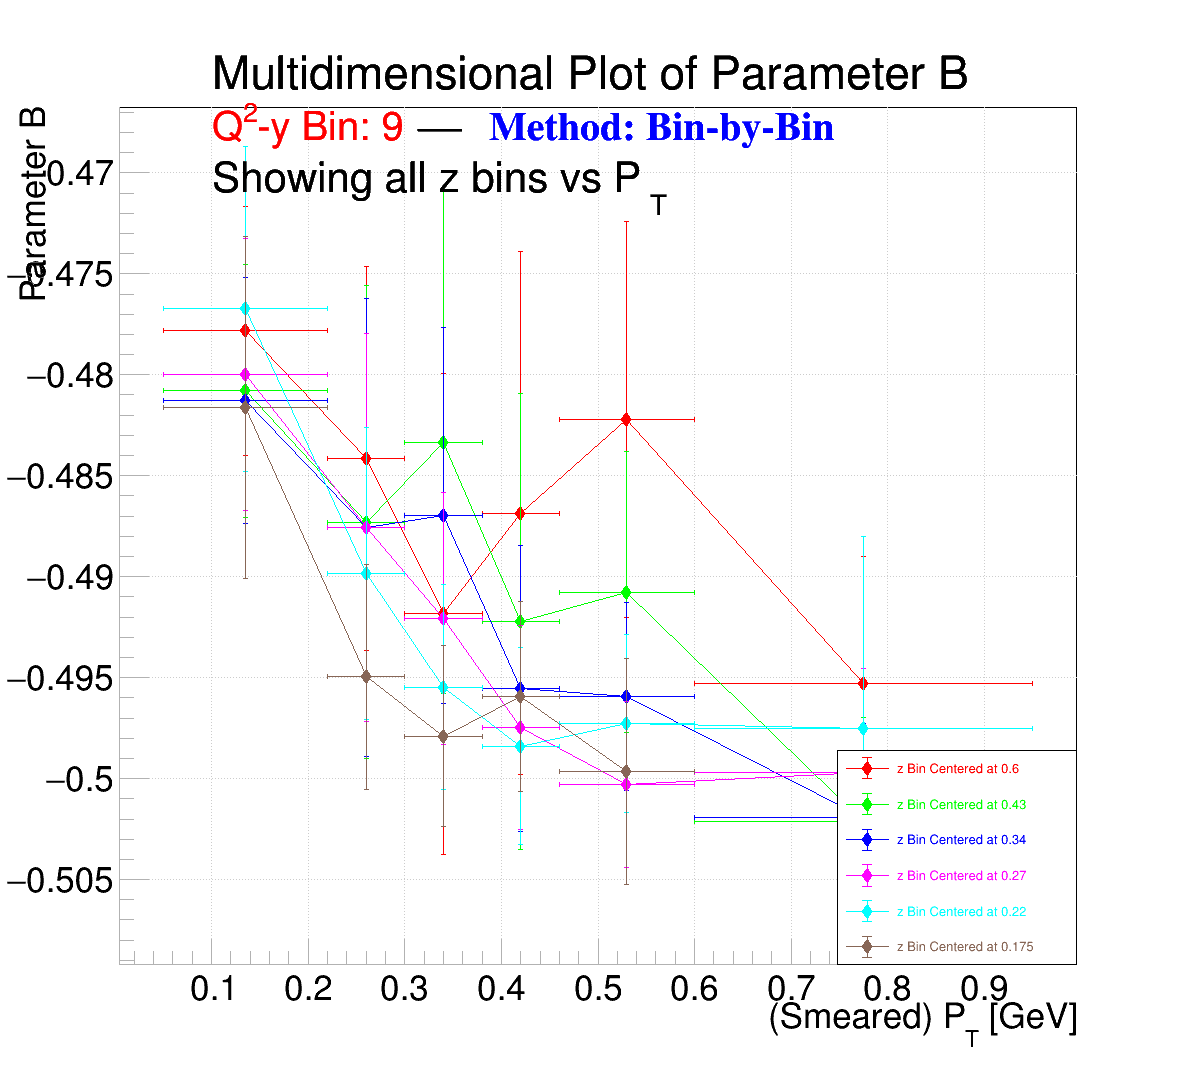 Multidimensional Plot of Parameter B
Q2-y Bin: 9 — Method: Bin-by-Bin
Showing all z bins vs P T
Parameter B
−0.47
−0.475
−0.48
−0.485
−0.49
−0.495
−0.5
−0.505
z Bin Centered at 0.6
z Bin Centered at 0.43
z Bin Centered at 0.34
z Bin Centered at 0.27
z Bin Centered at 0.22
z Bin Centered at 0.175
0.1 0.2 0.3 0.4 0.5 0.6 0.7 0.8 0.9
(Smeared) P T [GeV]